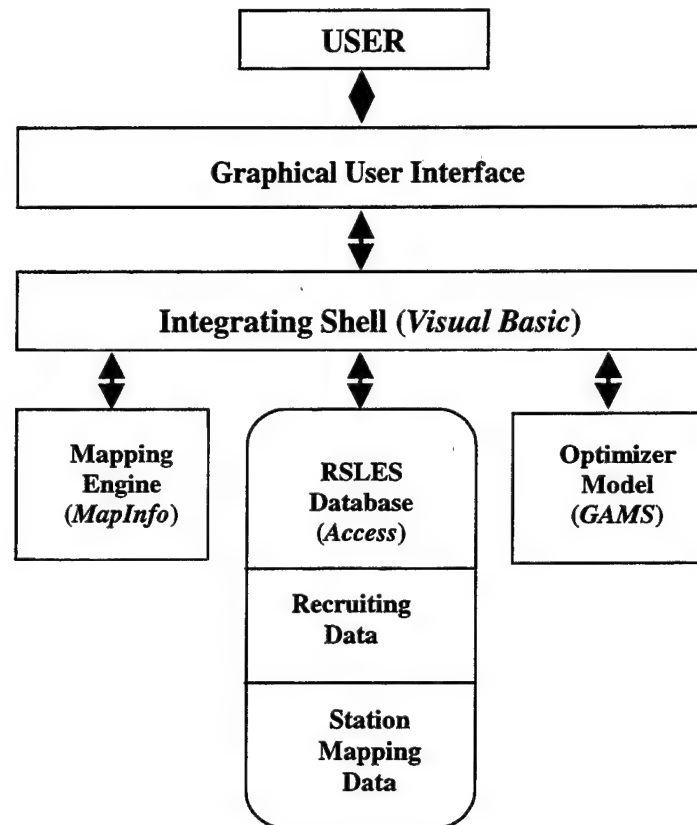 USER
Graphical User Interface
Integrating Shell (Visual Basic)
Mapping
Engine
(MapInfo)
RSLES
Database
(Access)
Recruiting
Data
Station
Mapping
Data
Optimizer
Model
(GAMS)